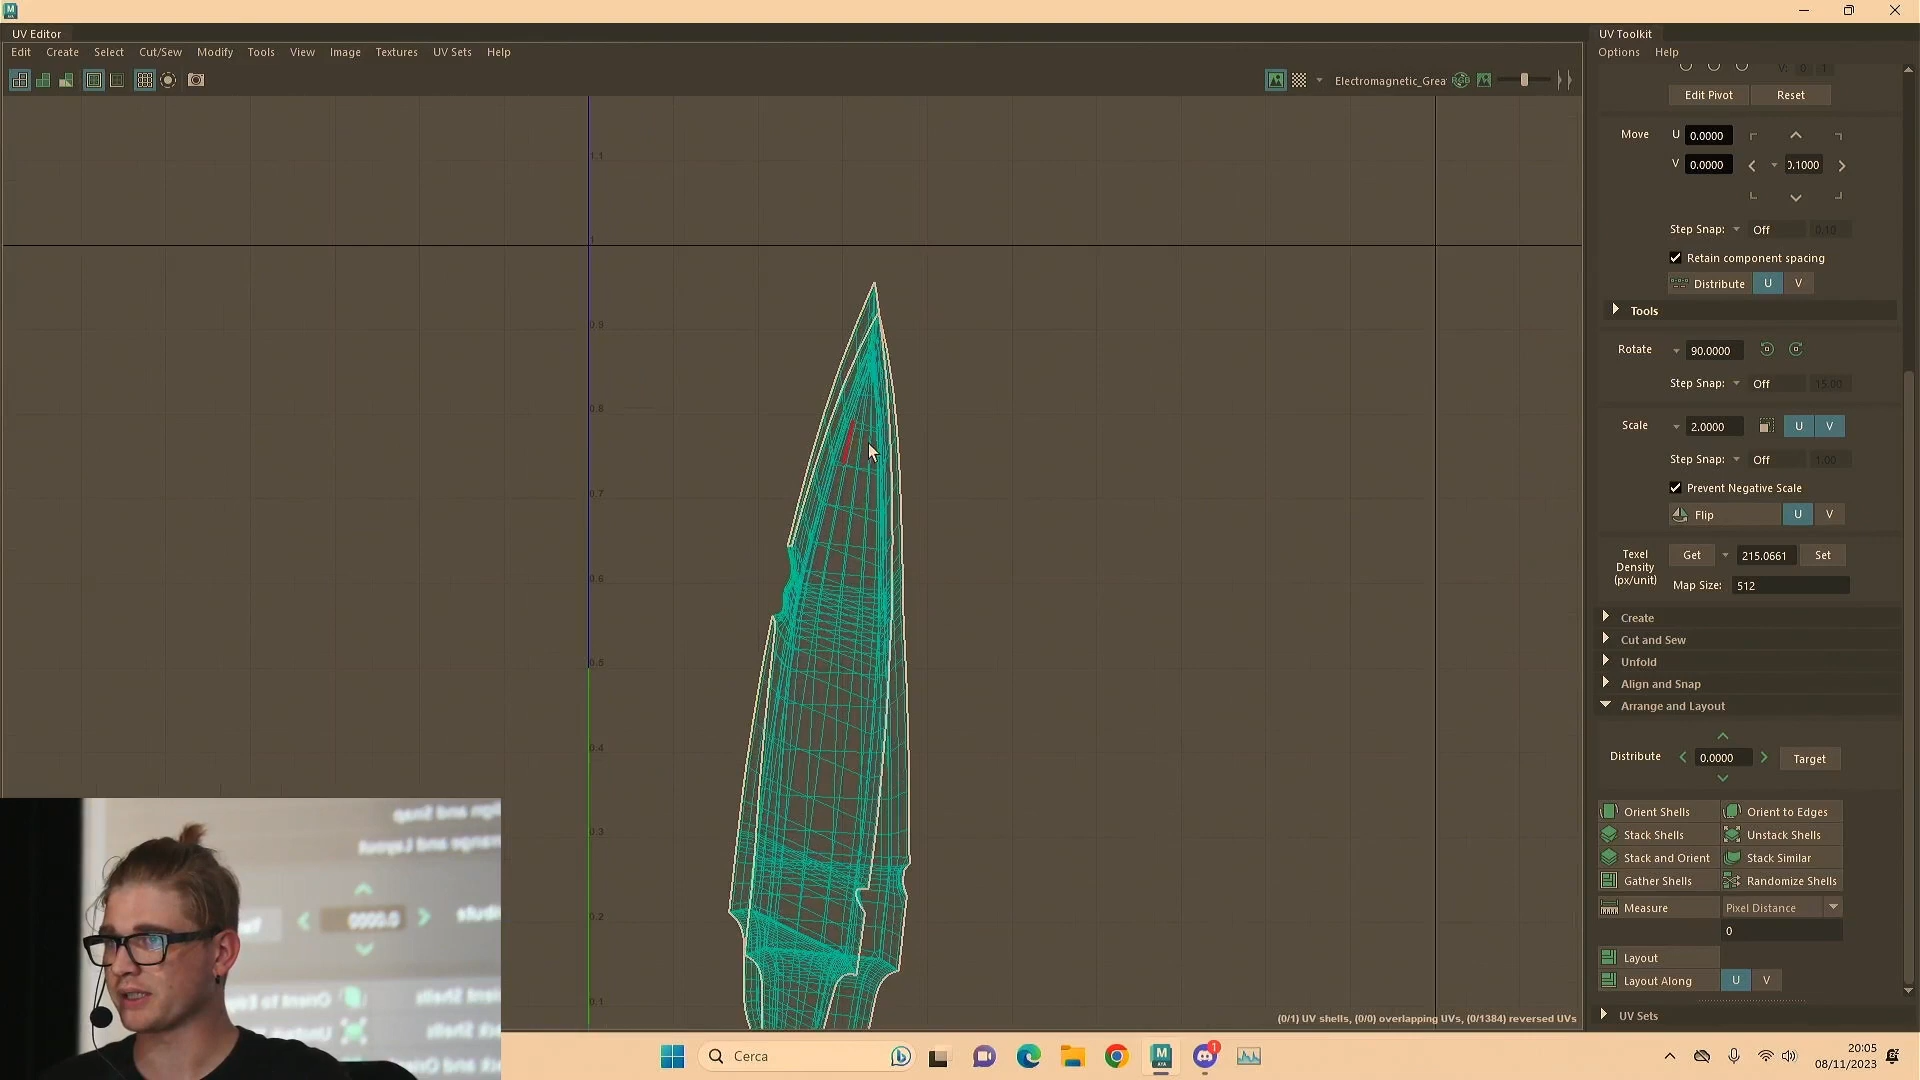 UV Editor
UV Toolkit
Edit Create Select Cut/Sew Modify Tools View Image Textures UV Sets Help
Options Help
V: 0 1
Electromagnetic_Grea
Edit Pivot Reset
Move U 0.0000
V 0.0000 0.1000
Step Snap: Off 0.10
Retain component spacing
Distribute U V
Tools
Rotate 90.0000
Step Snap: Off 15.00
Scale 2.0000 U V
Step Snap: Off 1.00
Prevent Negative Scale
Flip U V
Texel
Density
(px/unit)
Get 215.0661 Set
Map Size: 512
Create
Cut and Sew
Unfold
Align and Snap
Arrange and Layout
Distribute 0.0000 Target
Orient Shells Orient to Edges
Stack Shells Unstack Shells
Stack and Orient Stack Similar
Gather Shells Randomize Shells
Measure Pixel Distance
0
Layout
Layout Along U V
UV Sets
1.1
1
0.9
0.8
0.7
0.6
0.5
0.4
0.3
0.2
0.1
(0/1) UV shells, (0/0) overlapping UVs, (0/1384) reversed UVs
Cerca
1
20:05
08/11/2023